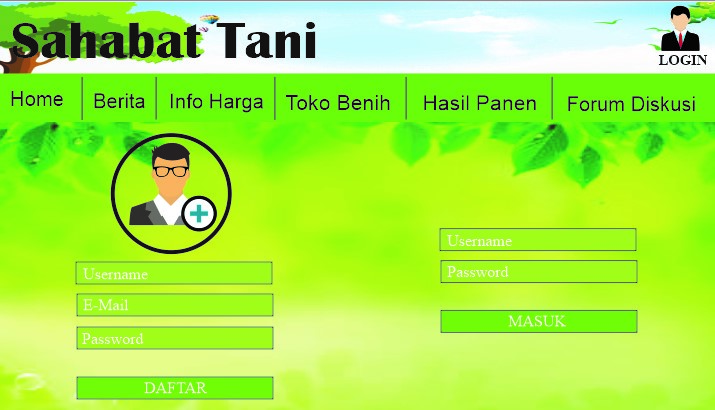 Sahabat Tani
LOGIN
Home Berita Info Harga Toko Benih Hasil Panen Forum Diskusi
Username
E-Mail
Password
DAFTAR
Username
Password
MASUK